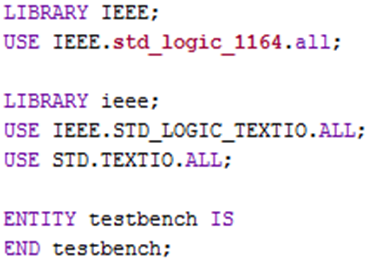 LIBRARY IEEE;
USE IEEE.std_logic_1164.all;
LIBRARY ieee;
USE IEEE.STD_LOGIC_TEXTIO.ALL;
USE STD.TEXTIO.ALL;
ENTITY testbench IS
END testbench;